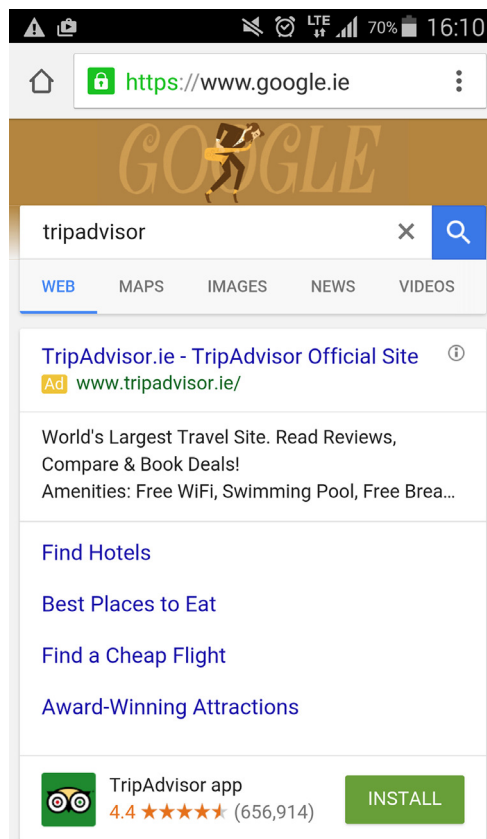 LTE 70% 16:10
https://www.google.ie
GOOGLE
tripadvisor
WEB MAPS IMAGES NEWS VIDEOS
TripAdvisor.ie - TripAdvisor Official Site
Ad www.tripadvisor.ie/
World's Largest Travel Site. Read Reviews,
Compare & Book Deals!
Amenities: Free WiFi, Swimming Pool, Free Brea...
Find Hotels
Best Places to Eat
Find a Cheap Flight
Award-Winning Attractions
TripAdvisor app
4.4 (656,914)
INSTALL